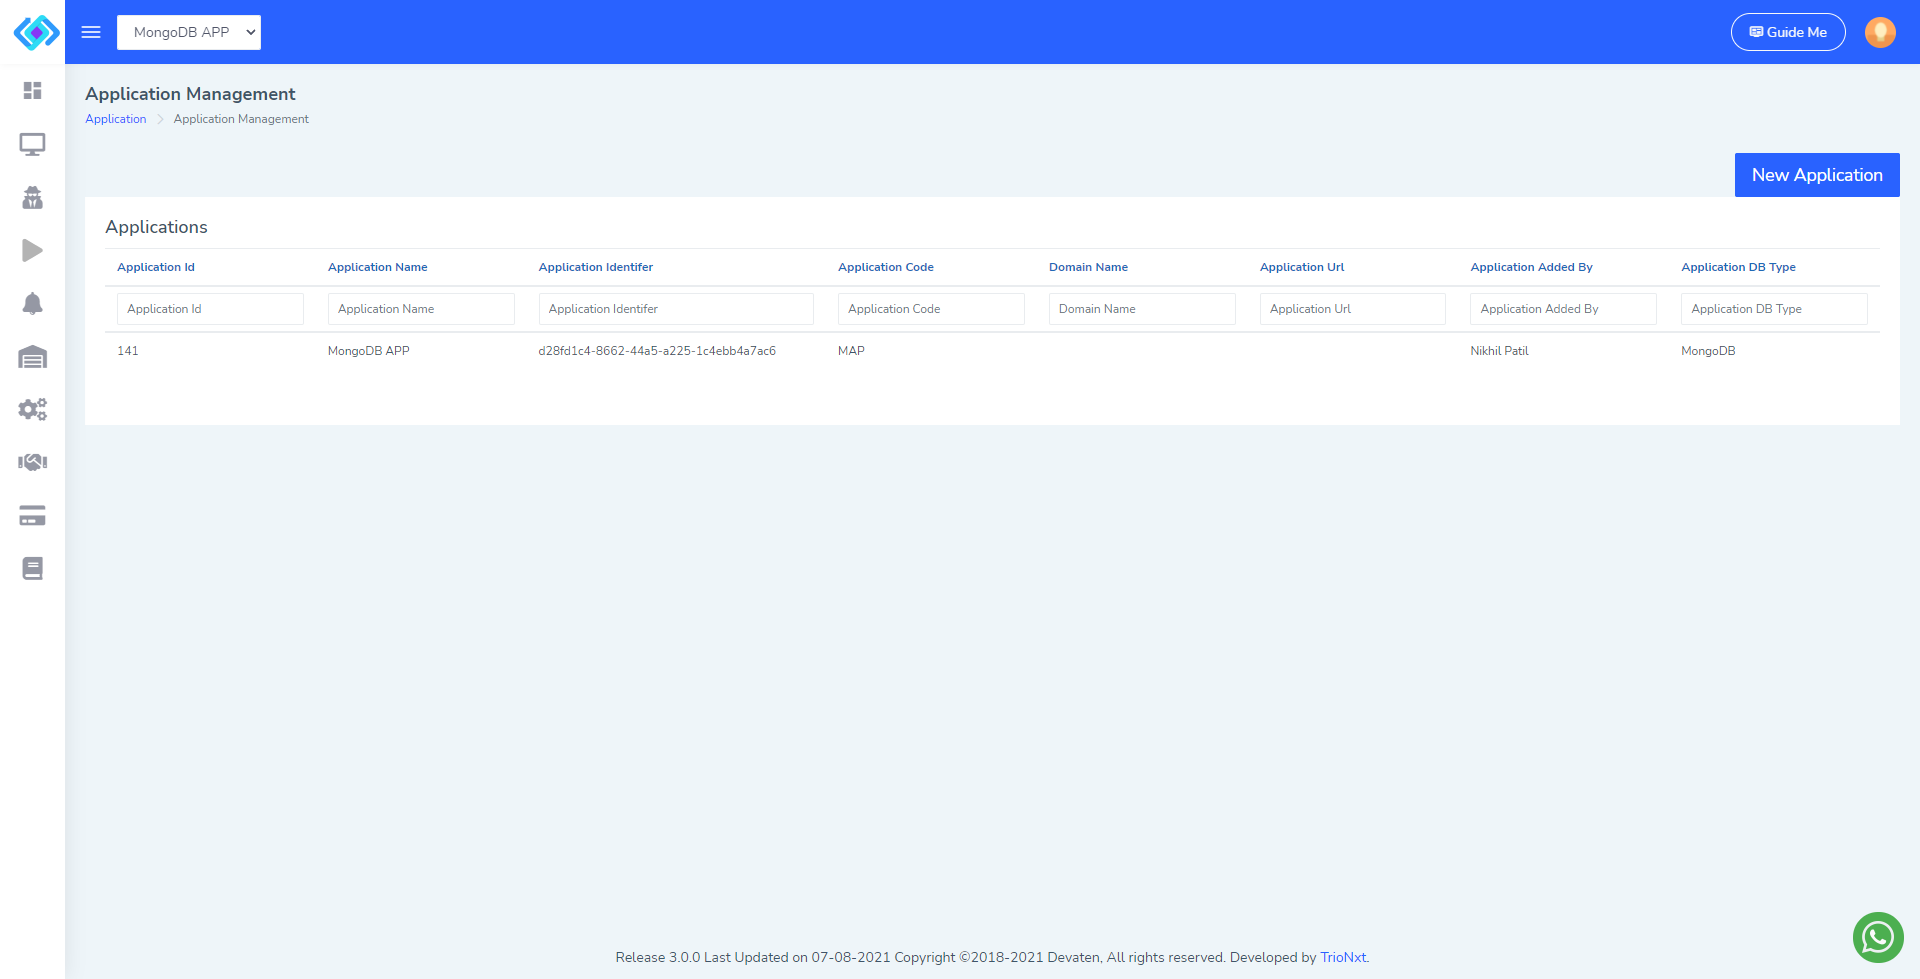 MongoDB APP
Guide Me
Application Management
Application Application Management
New Application
Applications
Application Id Application Name Application Identifer Application Code Domain Name Application Url Application Added By Application DB Type
Application Id Application Name Application Identifer Application Code Domain Name Application Url Application Added By Application DB Type
141 MongoDB APP d28fd1c4-8662-44a5-a225-1c4ebb4a7ac6 MAP Nikhil Patil MongoDB
Release 3.0.0 Last Updated on 07-08-2021 Copyright ©2018-2021 Devaten, All rights reserved. Developed by TrioNxt.